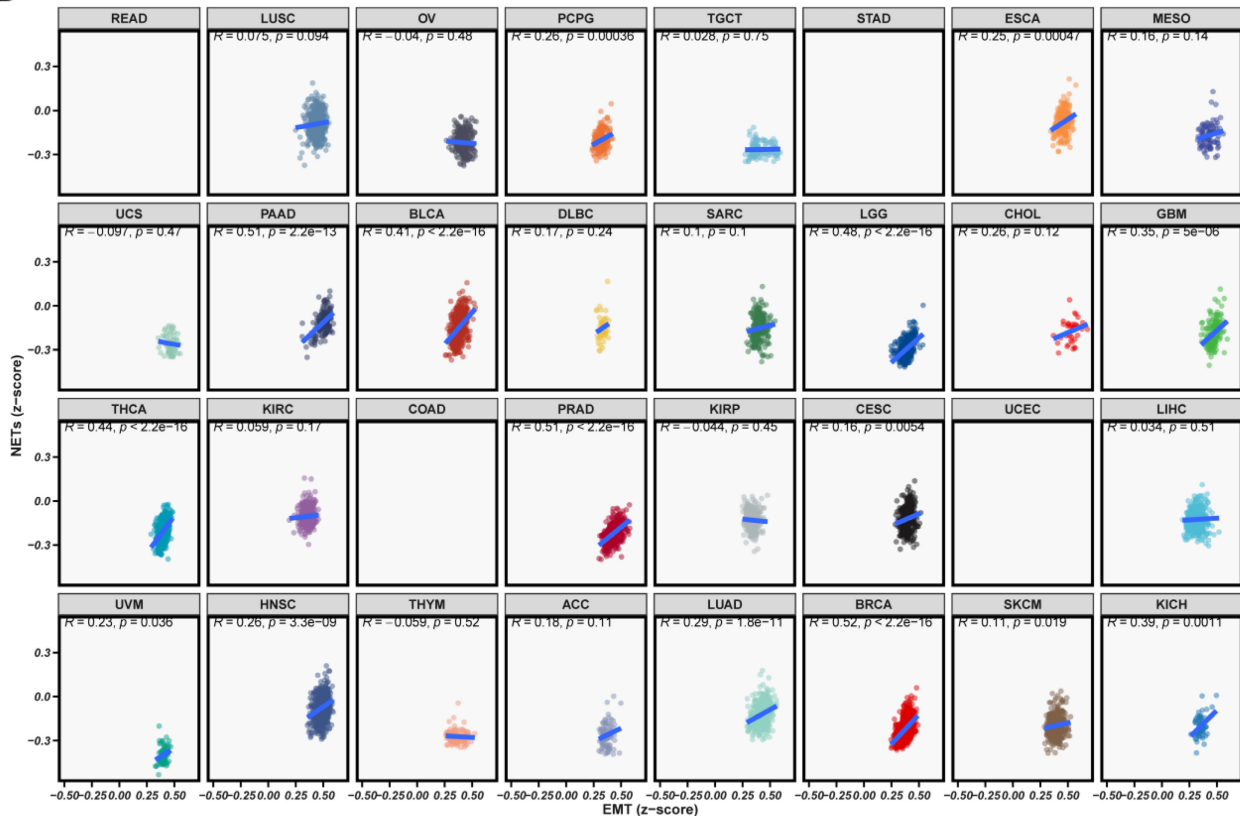 READ LUSC OV PCPG TGCT STAD ESCA MESO
R = 0.075, p = 0.094 R = −0.04, p = 0.48 R = 0.26, p = 0.00036 R = 0.028, p = 0.75 R = 0.25, p = 0.00047 R = 0.16, p = 0.14
0.3
0.0
−0.3
UCS PAAD BLCA DLBC SARC LGG CHOL GBM
R = −0.097, p = 0.47 R = 0.51, p = 2.2e−13 R = 0.41, p < 2.2e−16 R = 0.17, p = 0.24 R = 0.1, p = 0.1 R = 0.48, p < 2.2e−16 R = 0.26, p = 0.12 R = 0.35, p = 5e−06
0.3
0.0
−0.3
NETs (z−score)
THCA KIRC COAD PRAD KIRP CESC UCEC LIHC
R = 0.44, p < 2.2e−16 R = 0.059, p = 0.17 R = 0.51, p < 2.2e−16 R = −0.044, p = 0.45 R = 0.16, p = 0.0054 R = 0.034, p = 0.51
0.3
0.0
−0.3
UVM HNSC THYM ACC LUAD BRCA SKCM KICH
R = 0.23, p = 0.036 R = 0.26, p = 3.3e−09 R = −0.059, p = 0.52 R = 0.18, p = 0.11 R = 0.29, p = 1.8e−11 R = 0.52, p < 2.2e−16 R = 0.11, p = 0.019 R = 0.39, p = 0.0011
0.3
0.0
−0.3
−0.50 −0.25 0.00 0.25 0.50 −0.50 −0.25 0.00 0.25 0.50 −0.50 −0.25 0.00 0.25 0.50 −0.50 −0.25 0.00 0.25 0.50 −0.50 −0.25 0.00 0.25 0.50 −0.50 −0.25 0.00 0.25 0.50 −0.50 −0.25 0.00 0.25 0.50 −0.50 −0.25 0.00 0.25 0.50
EMT (z−score)